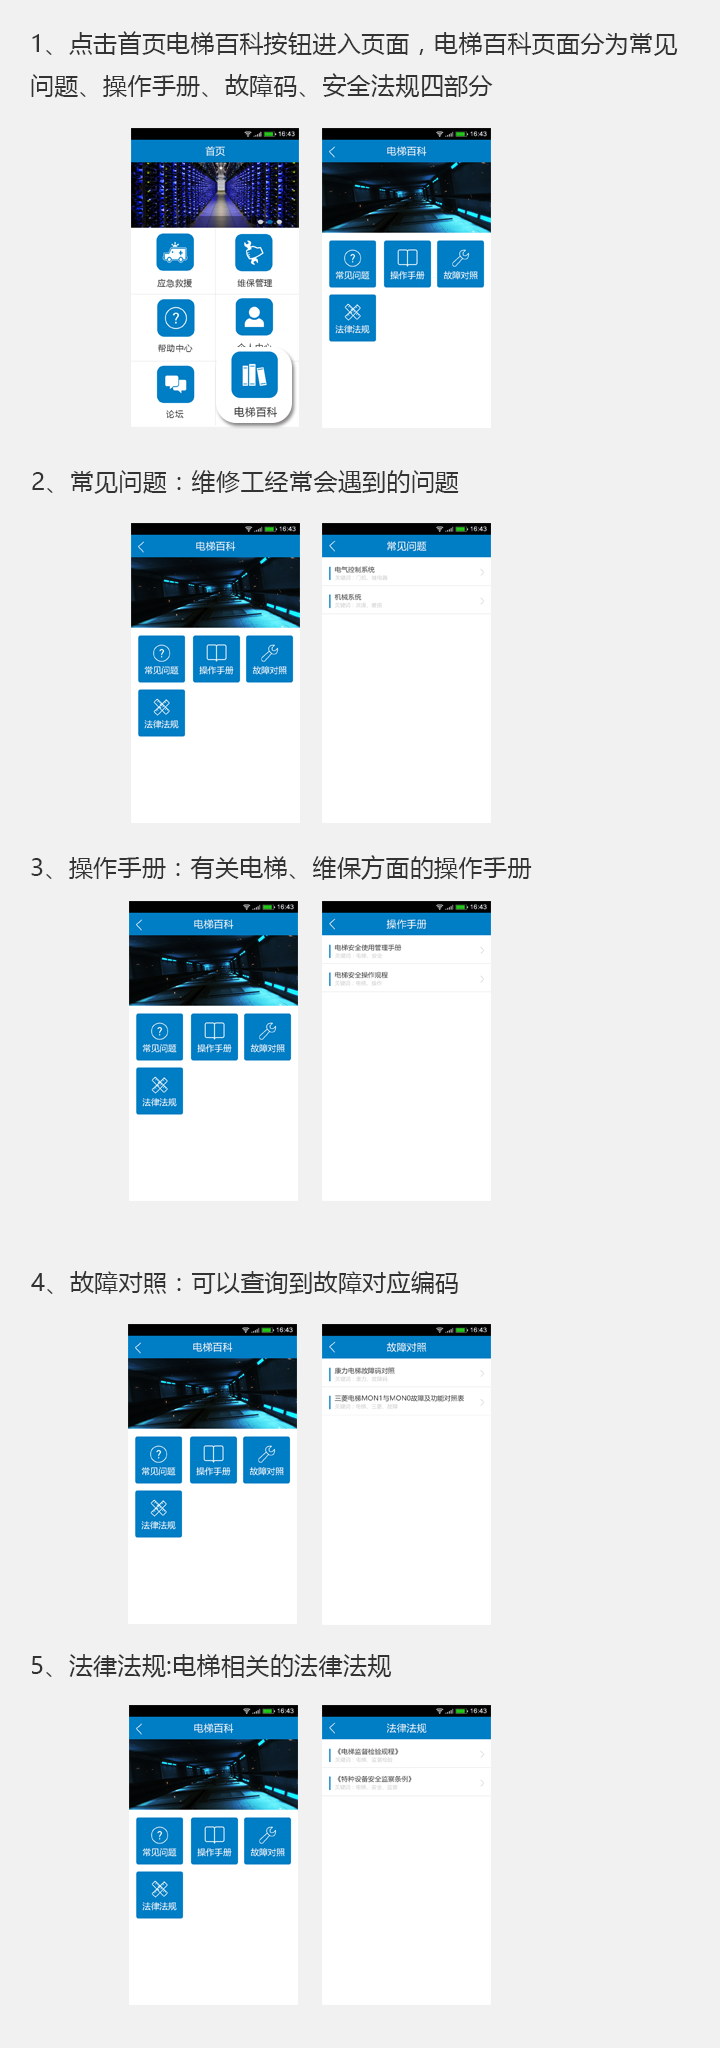 1、点击首页电梯百科按钮进入页面，电梯百科页面分为常见
问题、操作手册、故障码、安全法规四部分
16:43
首页
应急救援
维保管理
帮助中心
个人中心
论坛
电梯百科
16:43
电梯百科
常见问题
操作手册
故障对照
法律法规
2、常见问题：维修工经常会遇到的问题
16:43
电梯百科
常见问题
操作手册
故障对照
法律法规
16:43
常见问题
电气控制系统
机械系统
3、操作手册：有关电梯、维保方面的操作手册
16:43
电梯百科
常见问题
操作手册
故障对照
法律法规
16:43
操作手册
电梯安全使用管理手册
电梯安全操作规程
4、故障对照：可以查询到故障对应编码
16:43
电梯百科
常见问题
操作手册
故障对照
法律法规
16:43
故障对照
康力电梯故障码对照
三菱电梯MON1与MON0故障及功能对照表
5、法律法规:电梯相关的法律法规
16:43
电梯百科
常见问题
操作手册
故障对照
法律法规
16:43
法律法规
《电梯监督检验规程》
《特种设备安全监察条例》